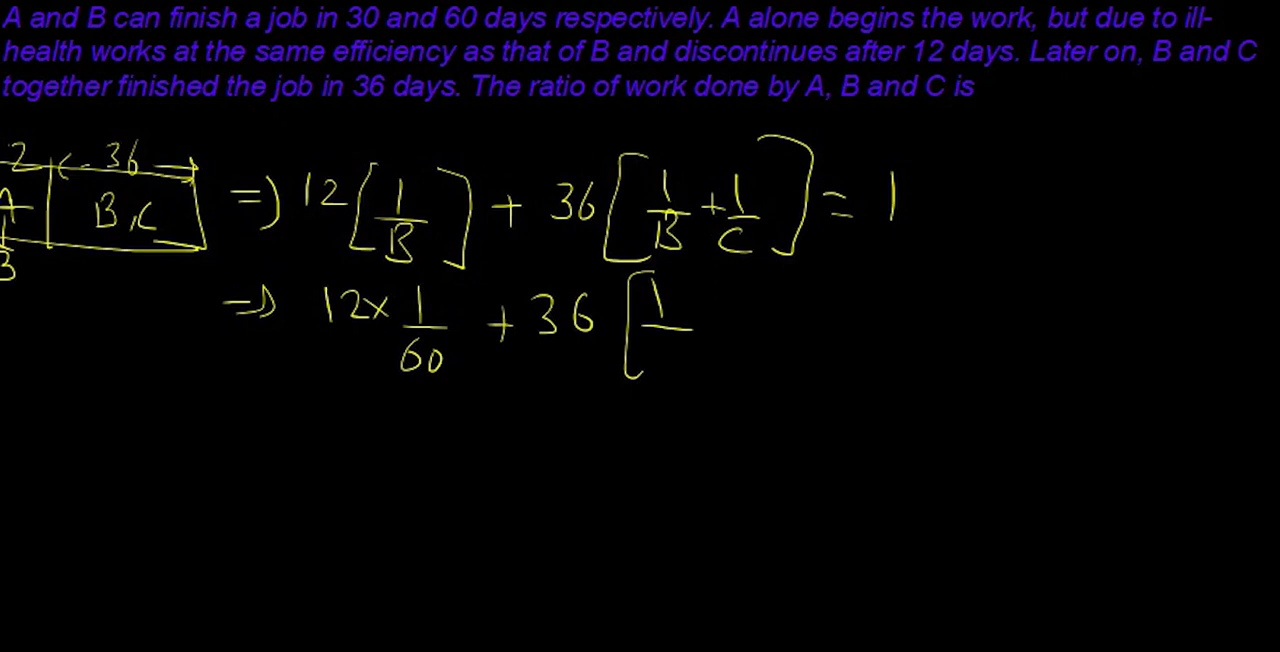 A and B can finish a job in 30 and 60 days respectively. A alone begins the work, but due to ill-
health works at the same efficiency as that of B and discontinues after 12 days. Later on, B and C
together finished the job in 36 days. The ratio of work done by A, B and C is
2 36
A B, C => 12 [1/B] + 36 [1/B + 1/C] = 1
B
=> 12 x 1/60 + 36 [1/